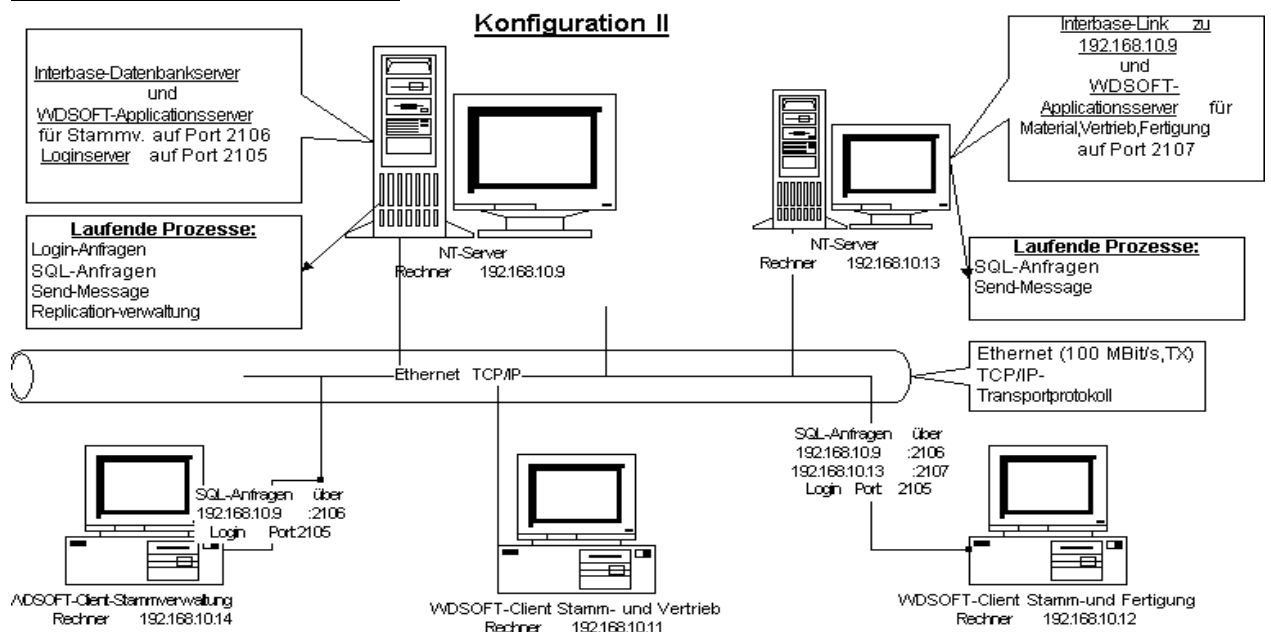 Konfiguration II
Interbase-Datenbankserver
und
WDSOFT-Applicationsserver
für Stammv. auf Port 2106
Loginserver auf Port 2105
Interbase-Link zu
192.168.10.9
und
WDSOFT-
Applicationsserver für
Material,Vertrieb,Fertigung
auf Port 2107
Laufende Prozesse:
Login-Anfragen
SQL-Anfragen
Send-Message
Replication-verwaltung
NT-Server
Rechner 192.168.10.9
NT-Server
Rechner 192.168.10.13
Laufende Prozesse:
SQL-Anfragen
Send-Message
Ethernet TCP/IP
Ethernet (100 MBit/s,TX)
TCP/IP-
Transportprotokoll
SQL-Anfragen über
192.168.10.9 :2106
Login Port:2105
SQL-Anfragen über
192.168.10.9 :2106
192.168.10.13 :2107
Login Port 2105
WDSOFT-Client-Stammverwaltung
Rechner 192.168.10.14
WDSOFT-Client Stamm- und Vertrieb
Rechner 192.168.10.11
WDSOFT-Client Stamm-und Fertigung
Rechner 192.168.10.12